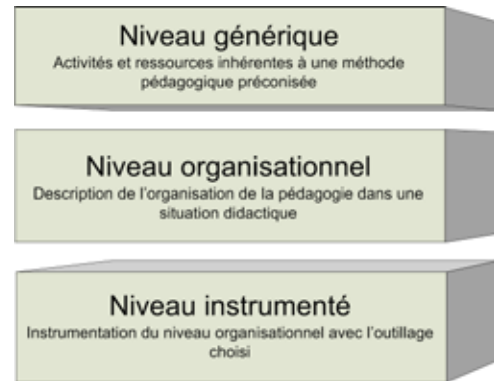 Niveau générique
Activités et ressources inhérentes à une méthode
pédagogique préconisée
Niveau organisationnel
Description de l'organisation de la pédagogie dans une
situation didactique
Niveau instrumenté
Instrumentation du niveau organisationnel avec l'outillage
choisi